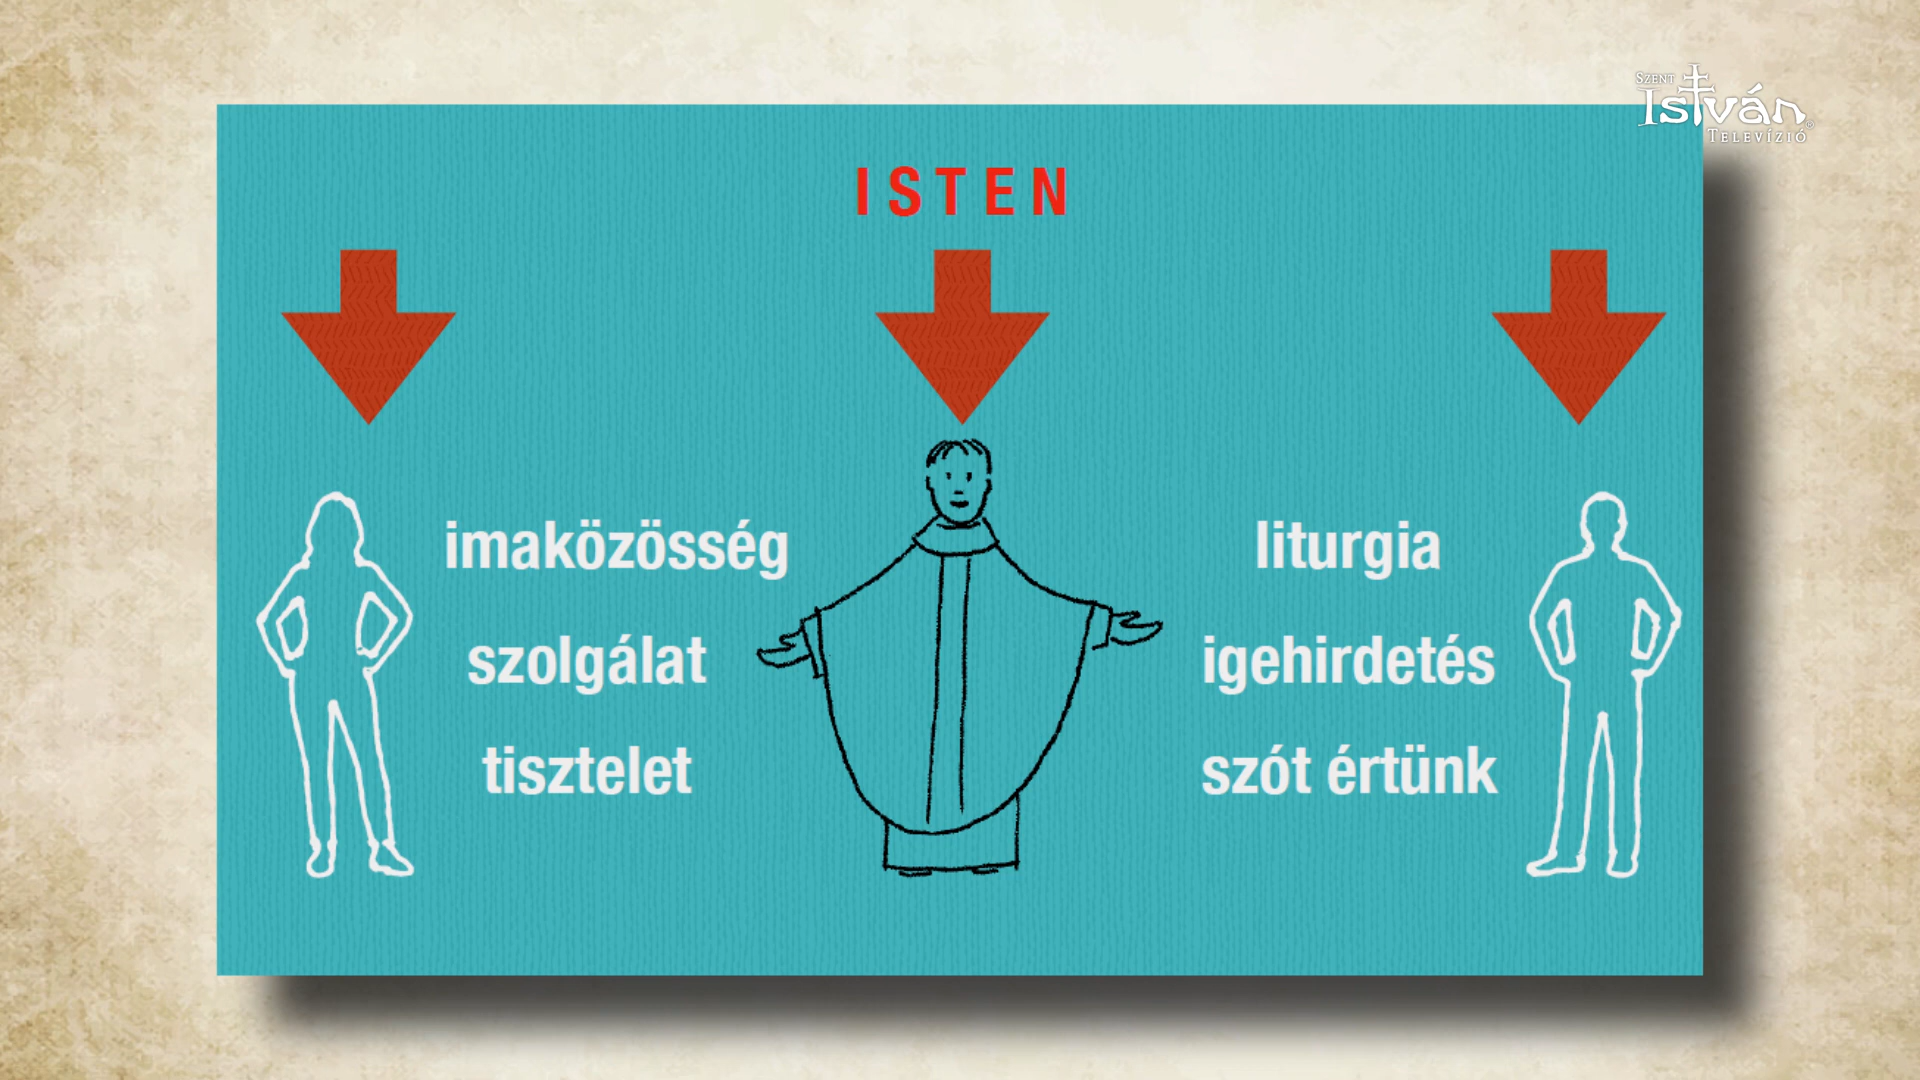 SZENT
István
TELEVÍZIÓ
ISTEN
imaközösség
szolgálat
tisztelet
liturgia
igehirdetés
szót értünk